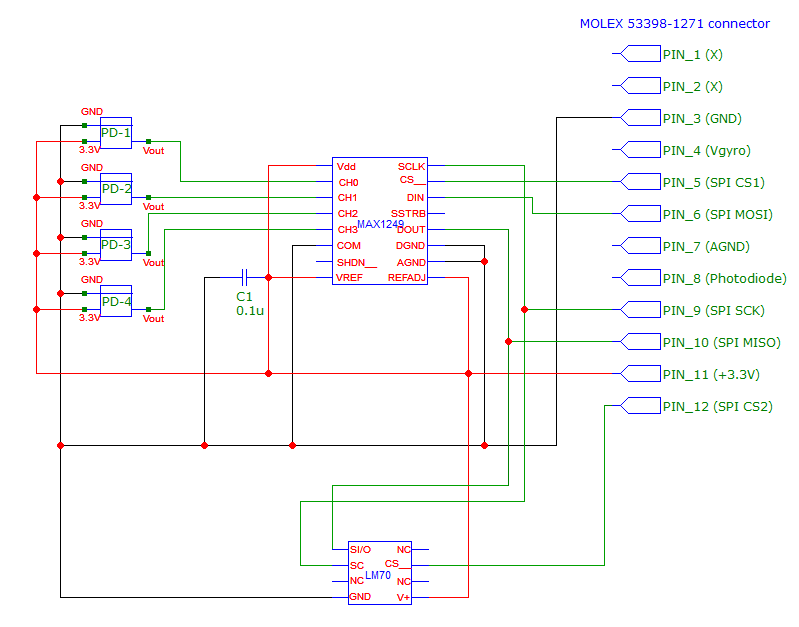 MOLEX 53398-1271 connector
PIN_1 (X)
PIN_2 (X)
PIN_3 (GND)
PIN_4 (Vgyro)
PIN_5 (SPI CS1)
PIN_6 (SPI MOSI)
PIN_7 (AGND)
PIN_8 (Photodiode)
PIN_9 (SPI SCK)
PIN_10 (SPI MISO)
PIN_11 (+3.3V)
PIN_12 (SPI CS2)
GND
PD-1
3.3V
Vout
GND
PD-2
3.3V
Vout
GND
PD-3
3.3V
Vout
GND
PD-4
3.3V
Vout
C1
0.1u
Vdd
CH0
CH1
CH2
CH3
COM
SHDN__
VREF
MAX1249
SCLK
CS__
DIN
SSTRB
DOUT
DGND
AGND
REFADJ
SI/O
SC
NC
GND
LM70
NC
CS__
NC
V+